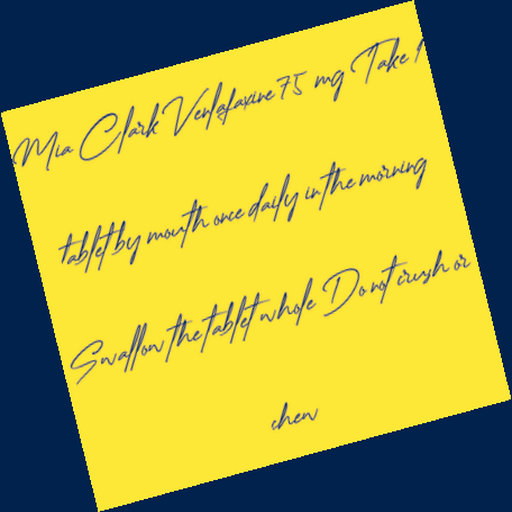 Mia Clark Venlafaxine 75 mg Take 1
tablet by mouth once daily in the morning
Swallow the tablet whole Do not crush or
chew